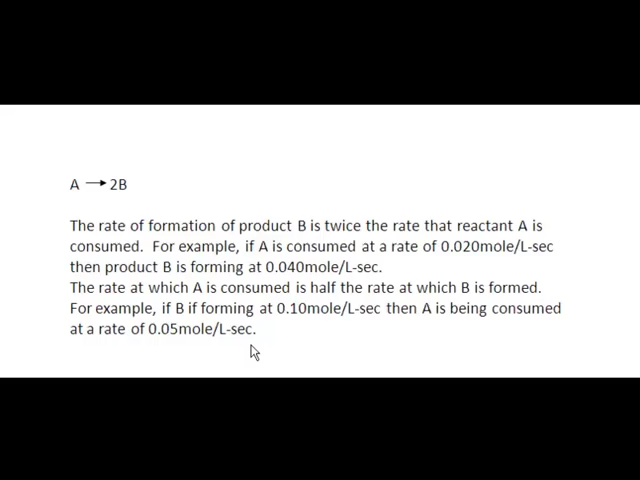 A → 2B
The rate of formation of product B is twice the rate that reactant A is
consumed. For example, if A is consumed at a rate of 0.020mole/L-sec
then product B is forming at 0.040mole/L-sec.
The rate at which A is consumed is half the rate at which B is formed.
For example, if B if forming at 0.10mole/L-sec then A is being consumed
at a rate of 0.05mole/L-sec.